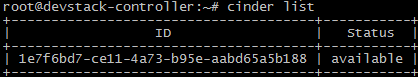 root@devstack-controller:~# cinder list
+--------------------------------------+-----------+
| ID | Status |
+--------------------------------------+-----------+
| 1e7f6bd7-ce11-4a73-b95e-aabd65a5b188 | available |
+--------------------------------------+-----------+